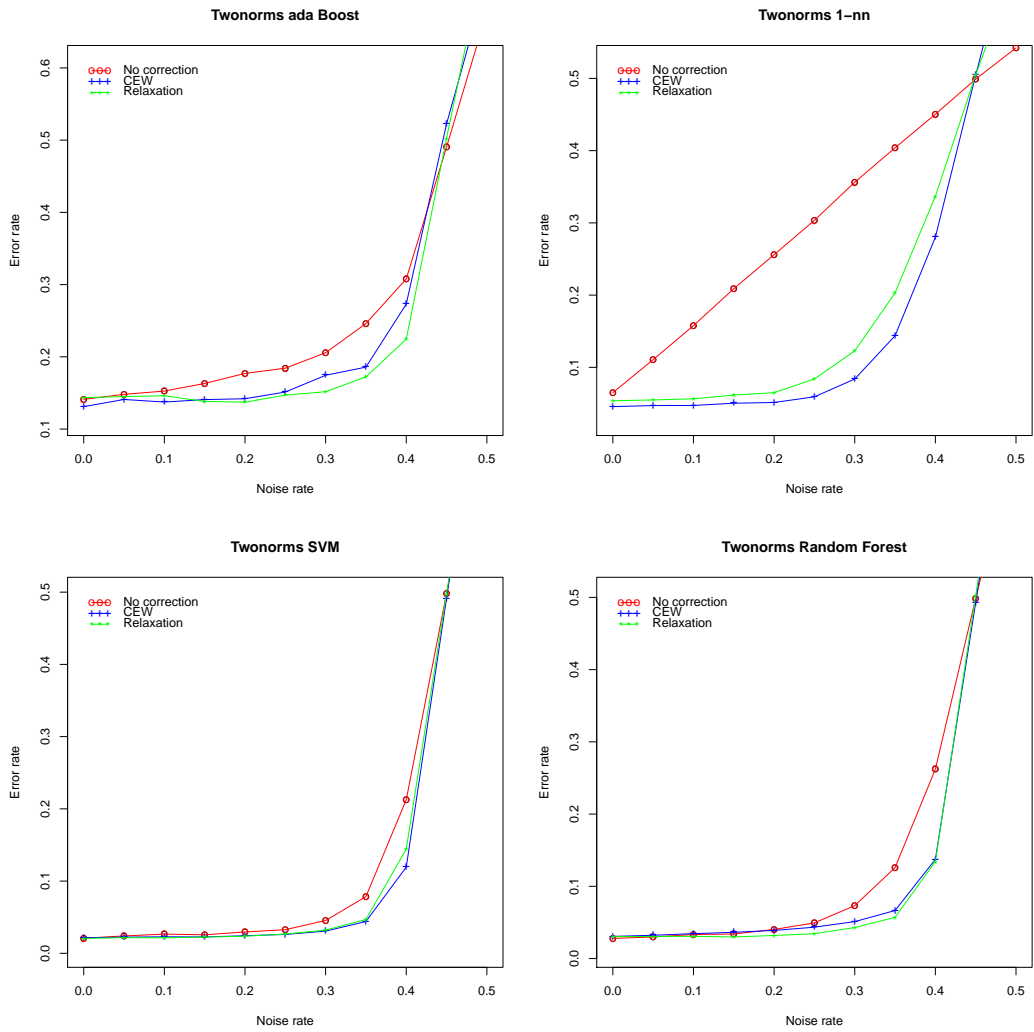 Twonorms ada Boost
No correction
CEW
Relaxation
Error rate
0.6
0.5
0.4
0.3
0.2
0.1
0.0 0.1 0.2 0.3 0.4 0.5
Noise rate
Twonorms 1−nn
No correction
CEW
Relaxation
Error rate
0.5
0.4
0.3
0.2
0.1
0.0 0.1 0.2 0.3 0.4 0.5
Noise rate
Twonorms SVM
No correction
CEW
Relaxation
Error rate
0.5
0.4
0.3
0.2
0.1
0.0
0.0 0.1 0.2 0.3 0.4 0.5
Noise rate
Twonorms Random Forest
No correction
CEW
Relaxation
Error rate
0.5
0.4
0.3
0.2
0.1
0.0
0.0 0.1 0.2 0.3 0.4 0.5
Noise rate